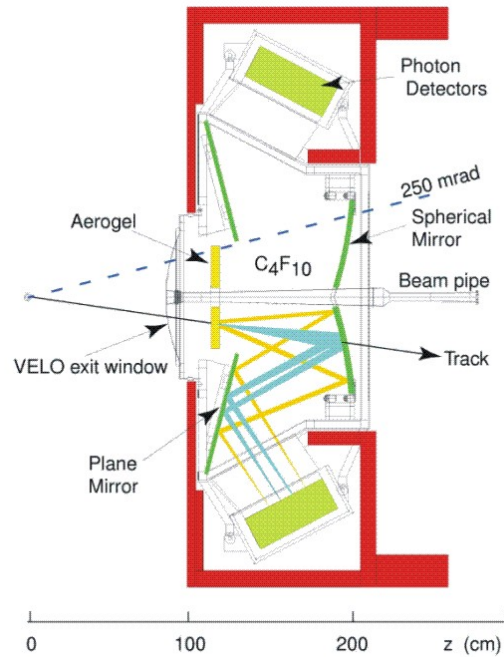 Photon
Detectors
250 mrad
Aerogel
Spherical
Mirror
C₄F₁₀
Beam pipe
VELO exit window
Track
Plane
Mirror
0 100 200 z (cm)